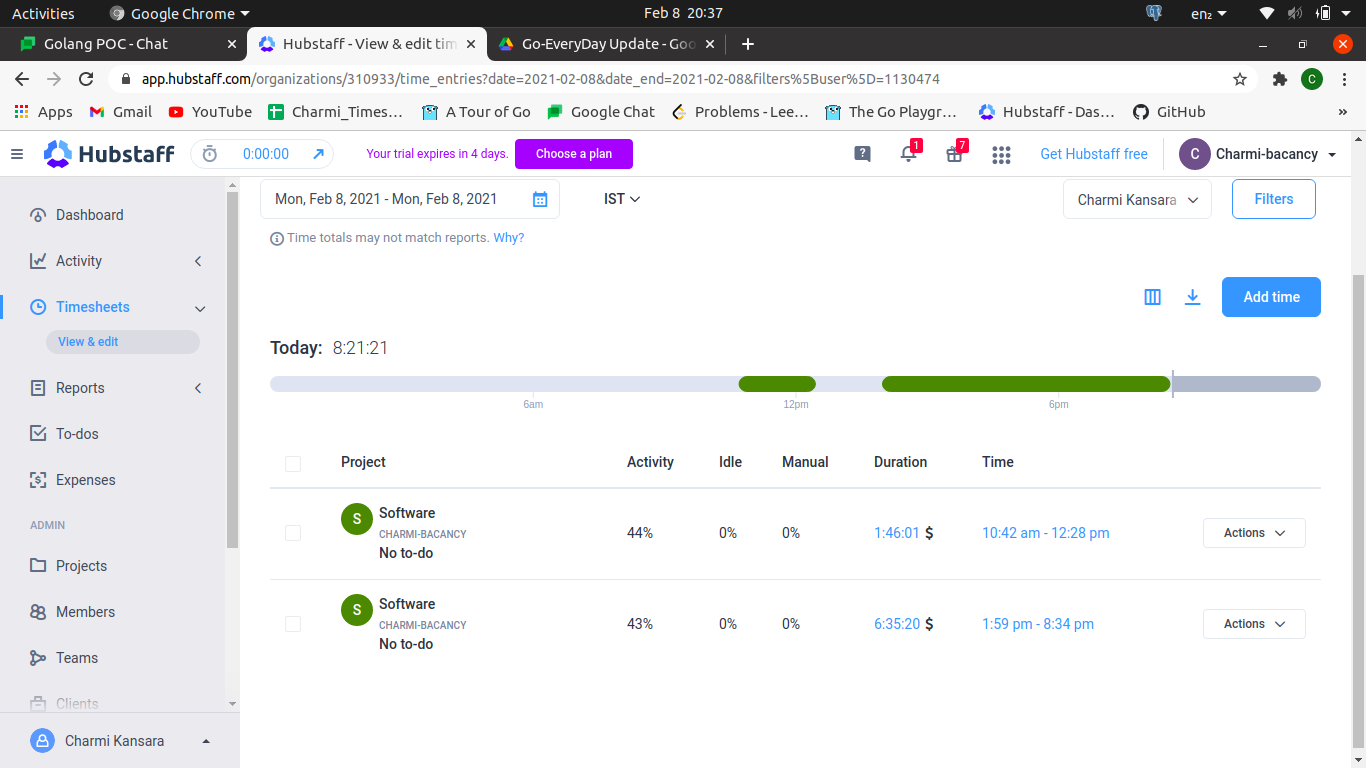 Activities Google Chrome Feb 8 20:37 en₂
Golang POC - Chat Hubstaff - View & edit tim Go-EveryDay Update - Goo
app.hubstaff.com/organizations/310933/time_entries?date=2021-02-08&date_end=2021-02-08&filters%5Buser%5D=1130474 C
Apps Gmail YouTube Charmi_Times… A Tour of Go Google Chat Problems - Lee… The Go Playgr… Hubstaff - Das… GitHub »
Hubstaff 0:00:00 Your trial expires in 4 days. Choose a plan ? 1 7 Get Hubstaff free C Charmi-bacancy
Dashboard
Activity
Timesheets
View & edit
Reports
To-dos
Expenses
ADMIN
Projects
Members
Teams
Clients
Charmi Kansara
Mon, Feb 8, 2021 - Mon, Feb 8, 2021 IST Charmi Kansara Filters
Time totals may not match reports. Why?
Add time
Today: 8:21:21
6am 12pm 6pm
Project Activity Idle Manual Duration Time
S Software
CHARMI-BACANCY
No to-do
44% 0% 0% 1:46:01 $ 10:42 am - 12:28 pm Actions
S Software
CHARMI-BACANCY
No to-do
43% 0% 0% 6:35:20 $ 1:59 pm - 8:34 pm Actions